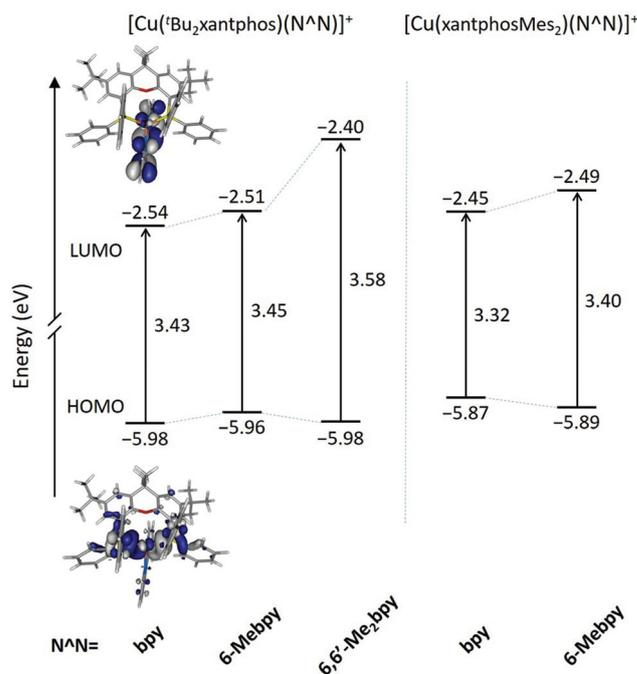 [Cu(ᵗBu₂xantphos)(N^N)]⁺ [Cu(xantphosMes₂)(N^N)]⁺
Energy (eV)
−2.40
−2.54 −2.51 −2.45 −2.49
LUMO
3.43 3.45 3.58 3.32 3.40
HOMO
−5.98 −5.96 −5.98 −5.87 −5.89
N^N= bpy 6-Mebpy 6,6′-Me₂bpy bpy 6-Mebpy